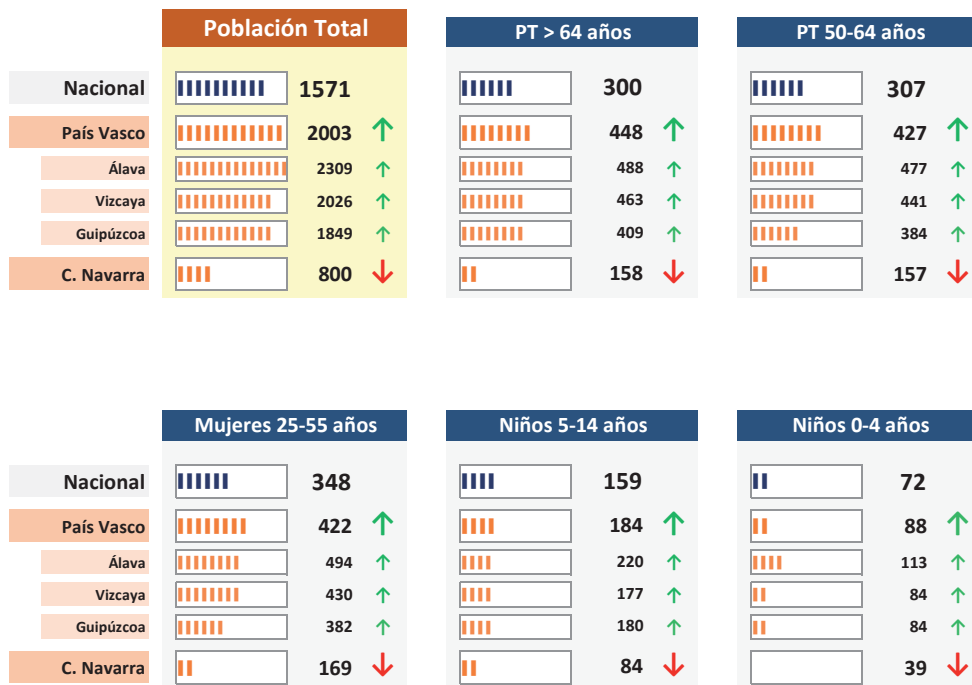 Población Total PT > 64 años PT 50-64 años
Nacional 1571 300 307
País Vasco 2003 ↑ 448 ↑ 427 ↑
Álava 2309 ↑ 488 ↑ 477 ↑
Vizcaya 2026 ↑ 463 ↑ 441 ↑
Guipúzcoa 1849 ↑ 409 ↑ 384 ↑
C. Navarra 800 ↓ 158 ↓ 157 ↓
Mujeres 25-55 años Niños 5-14 años Niños 0-4 años
Nacional 348 159 72
País Vasco 422 ↑ 184 ↑ 88 ↑
Álava 494 ↑ 220 ↑ 113 ↑
Vizcaya 430 ↑ 177 ↑ 84 ↑
Guipúzcoa 382 ↑ 180 ↑ 84 ↑
C. Navarra 169 ↓ 84 ↓ 39 ↓